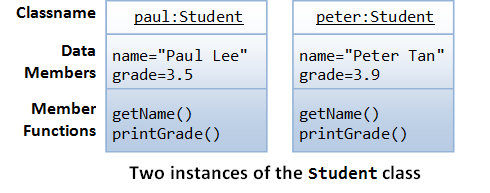 Classname
paul:Student
peter:Student
Data
Members
name="Paul Lee"
grade=3.5
name="Peter Tan"
grade=3.9
Member
Functions
getName()
printGrade()
getName()
printGrade()
Two instances of the Student class